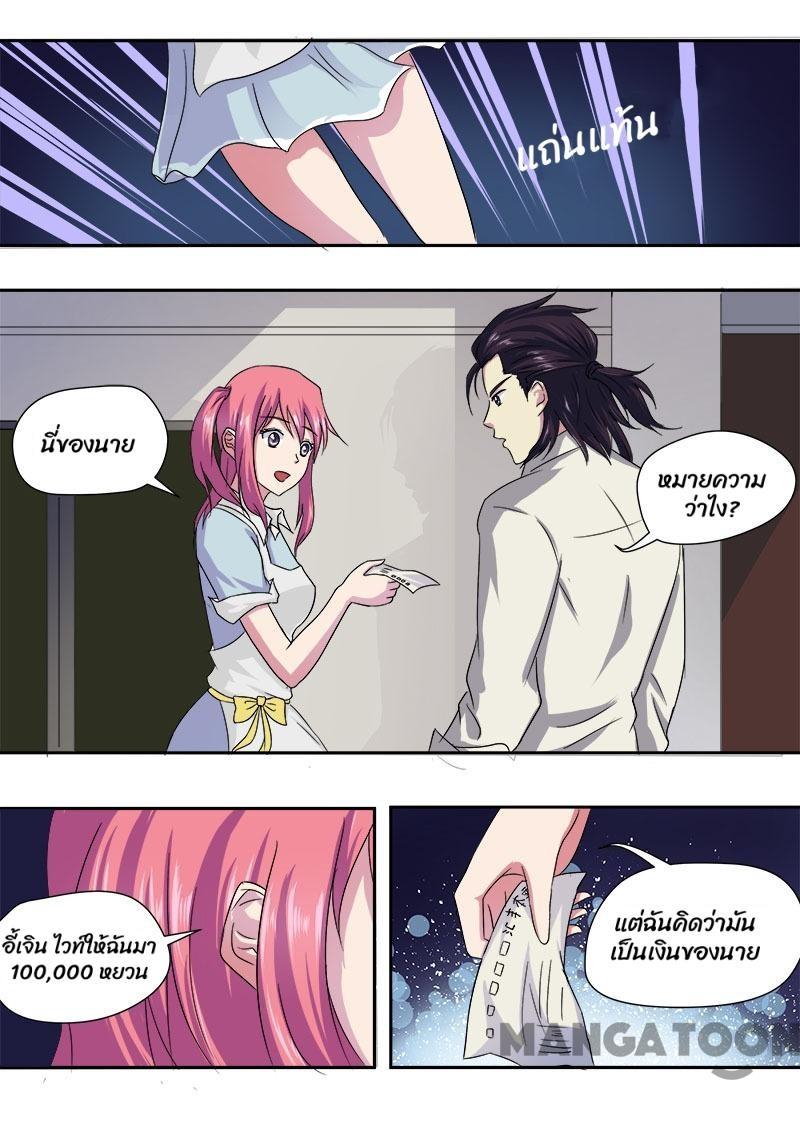 แถ่นแท้น
นี่ของนาย
หมายความ
ว่าไง?
อี้เจิน ไวท์ให้ฉันมา
100,000 หยวน
แต่ฉันคิดว่ามัน
เป็นเงินของนาย
MANGATOON